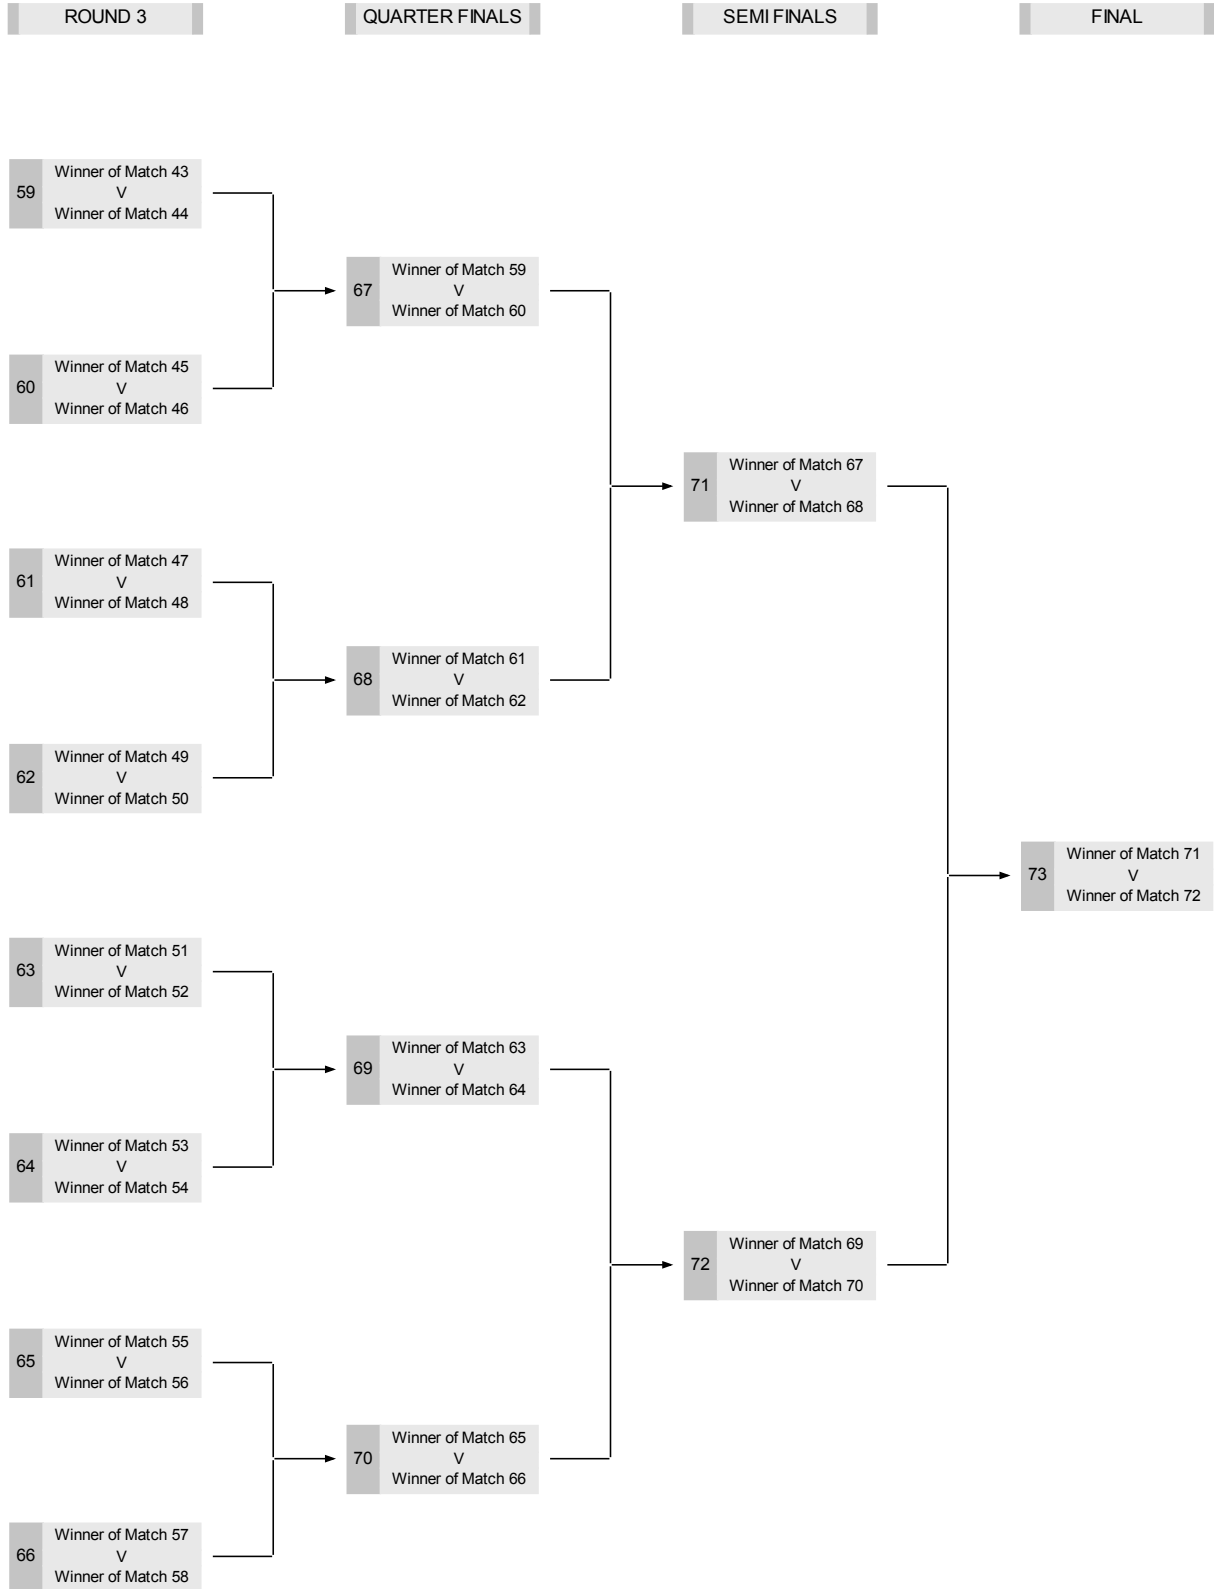 ROUND 3
QUARTER FINALS
SEMI FINALS
FINAL
59
Winner of Match 43
V
Winner of Match 44
60
Winner of Match 45
V
Winner of Match 46
61
Winner of Match 47
V
Winner of Match 48
62
Winner of Match 49
V
Winner of Match 50
63
Winner of Match 51
V
Winner of Match 52
64
Winner of Match 53
V
Winner of Match 54
65
Winner of Match 55
V
Winner of Match 56
66
Winner of Match 57
V
Winner of Match 58
67
Winner of Match 59
V
Winner of Match 60
68
Winner of Match 61
V
Winner of Match 62
69
Winner of Match 63
V
Winner of Match 64
70
Winner of Match 65
V
Winner of Match 66
71
Winner of Match 67
V
Winner of Match 68
72
Winner of Match 69
V
Winner of Match 70
73
Winner of Match 71
V
Winner of Match 72